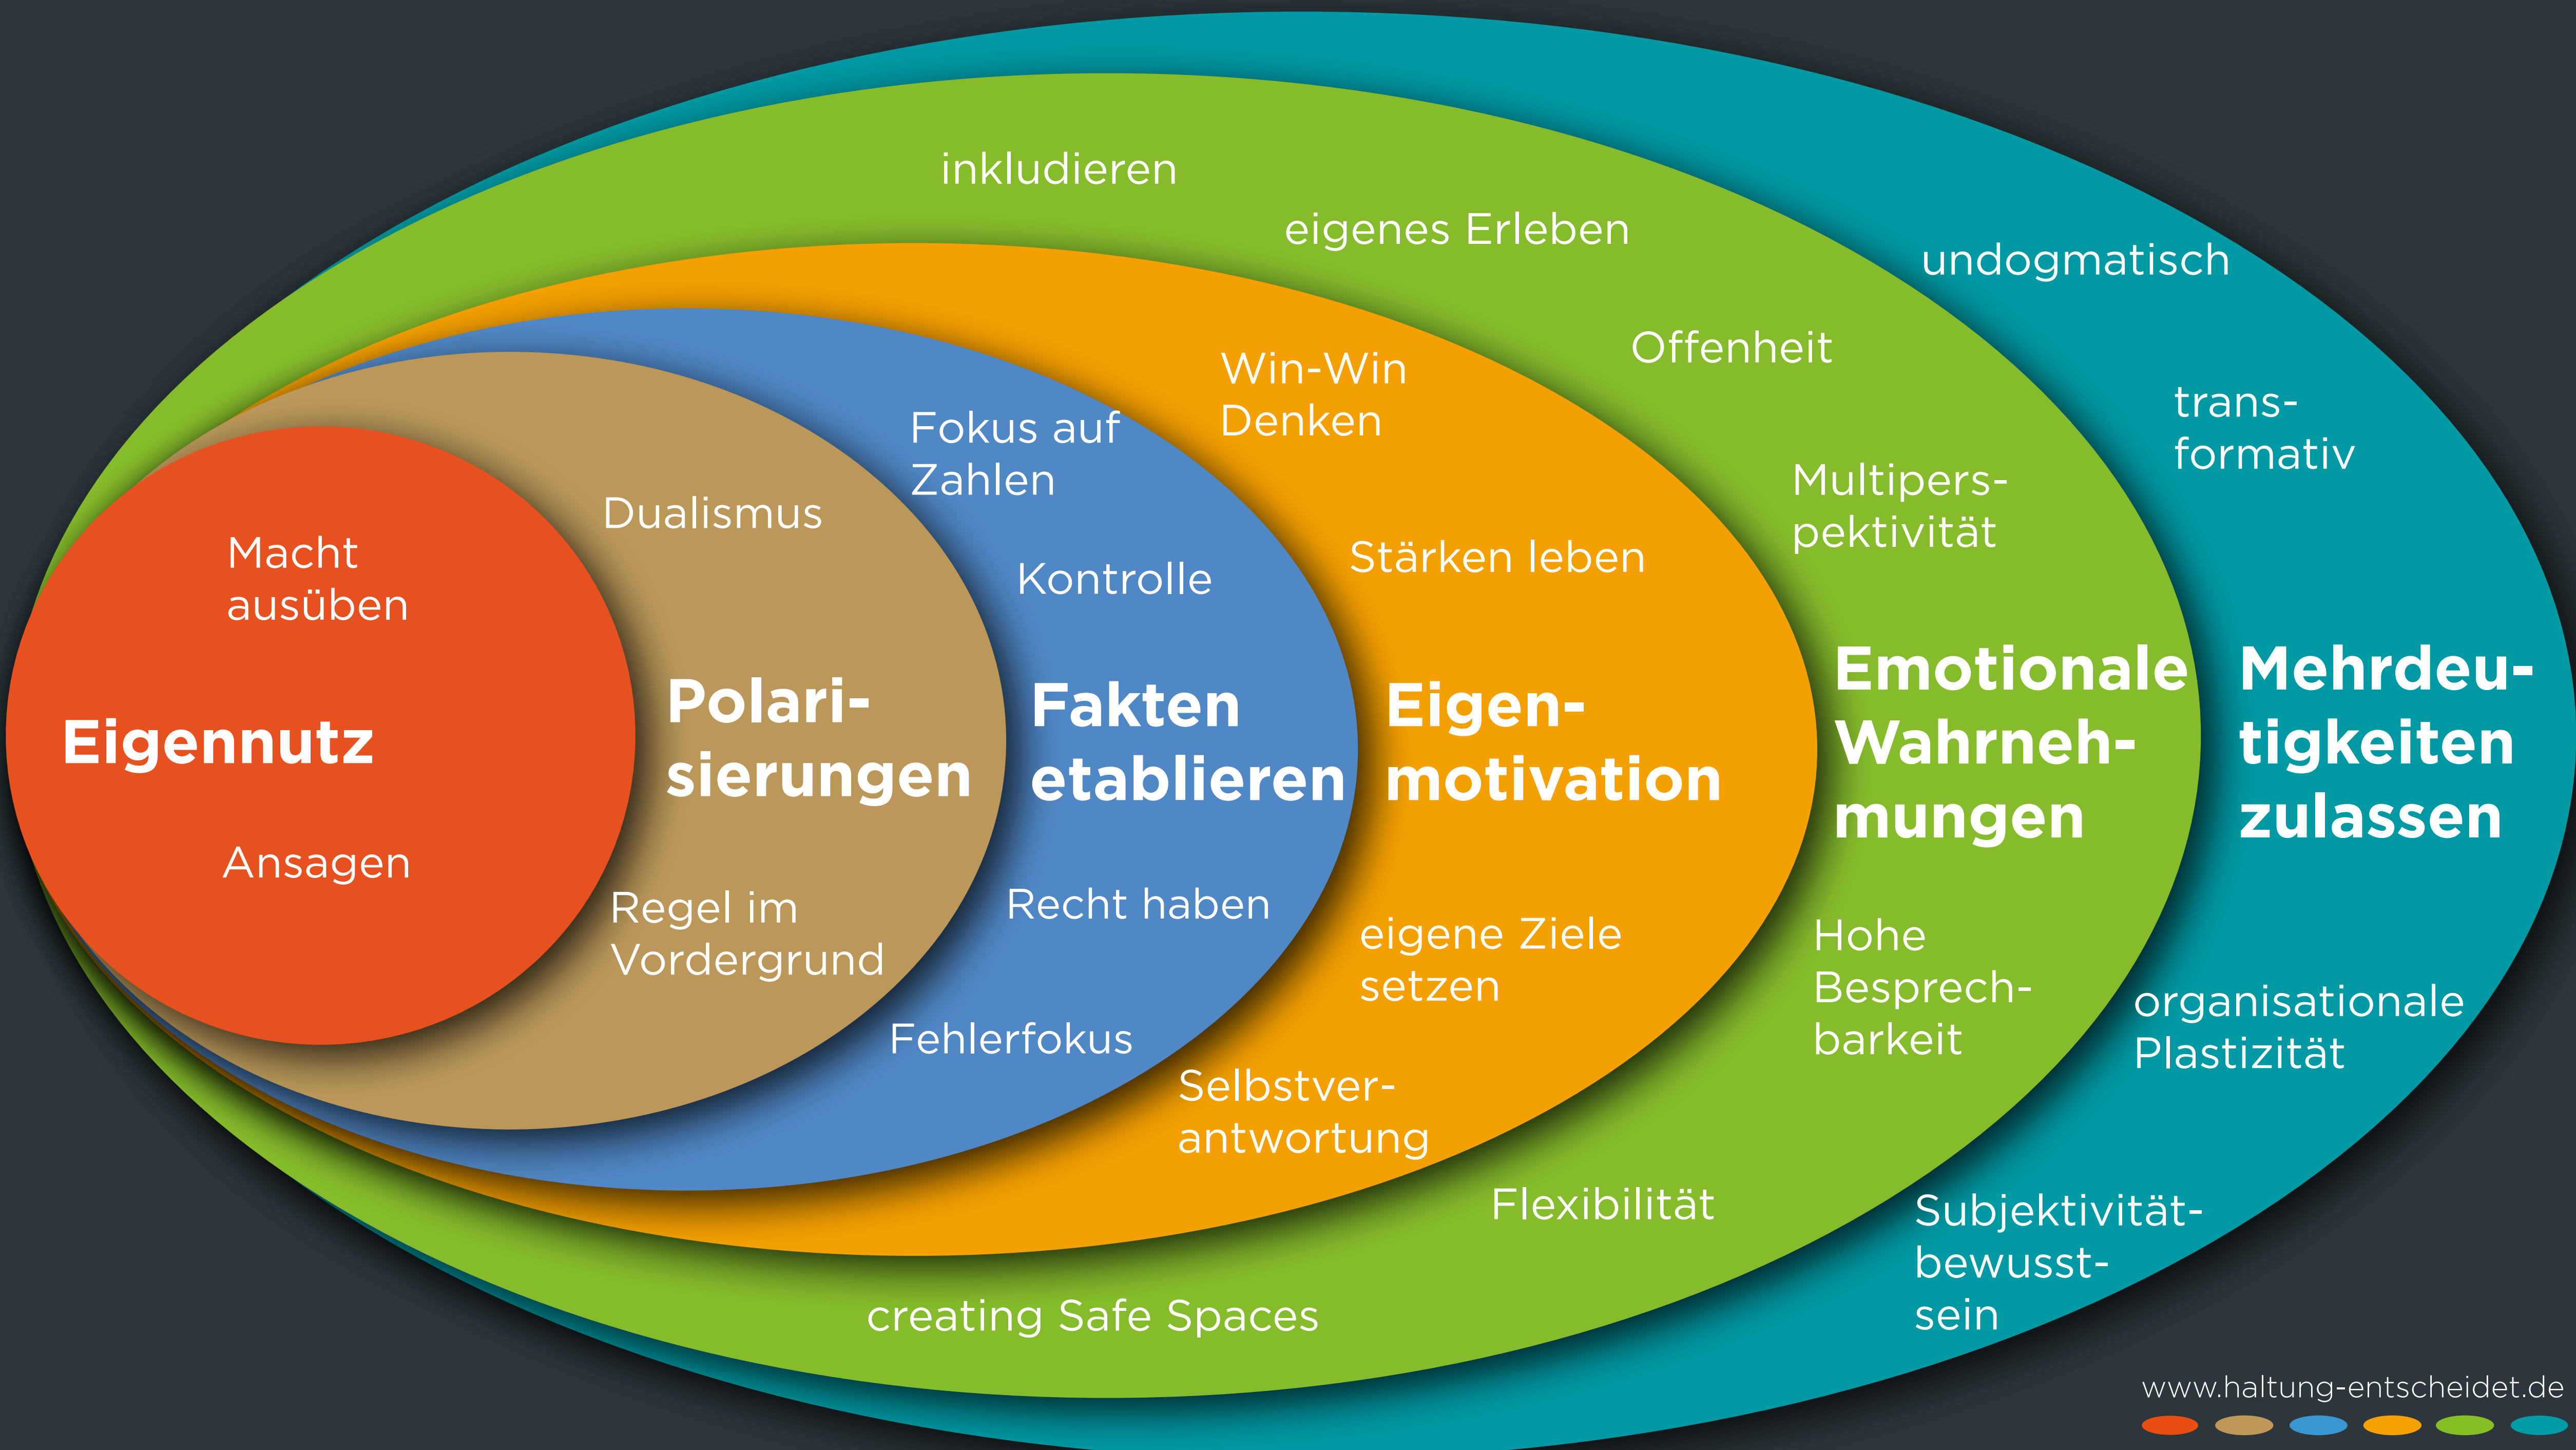 Macht
ausüben
Eigennutz
Ansagen
Dualismus
Polari-
sierungen
Regel im
Vordergrund
Fokus auf
Zahlen
Kontrolle
Fakten
etablieren
Recht haben
Fehlerfokus
Win-Win
Denken
Stärken leben
Eigen-
motivation
eigene Ziele
setzen
Selbstver-
antwortung
inkludieren
eigenes Erleben
Offenheit
Multipers-
pektivität
Emotionale
Wahrneh-
mungen
Hohe
Besprech-
barkeit
Flexibilität
creating Safe Spaces
undogmatisch
trans-
formativ
Mehrdeu-
tigkeiten
zulassen
organisationale
Plastizität
Subjektivität-
bewusst-
sein
www.haltung-entscheidet.de